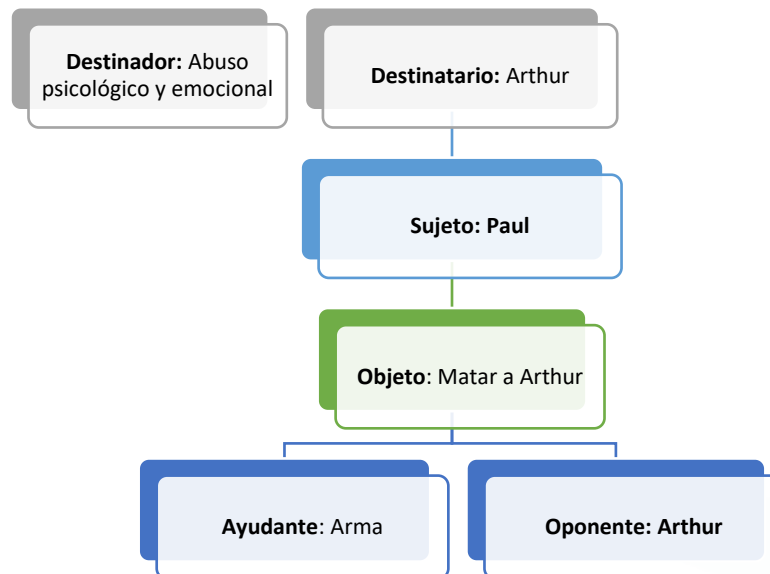 Destinador: Abuso
psicológico y emocional
Destinatario: Arthur
Sujeto: Paul
Objeto: Matar a Arthur
Ayudante: Arma
Oponente: Arthur